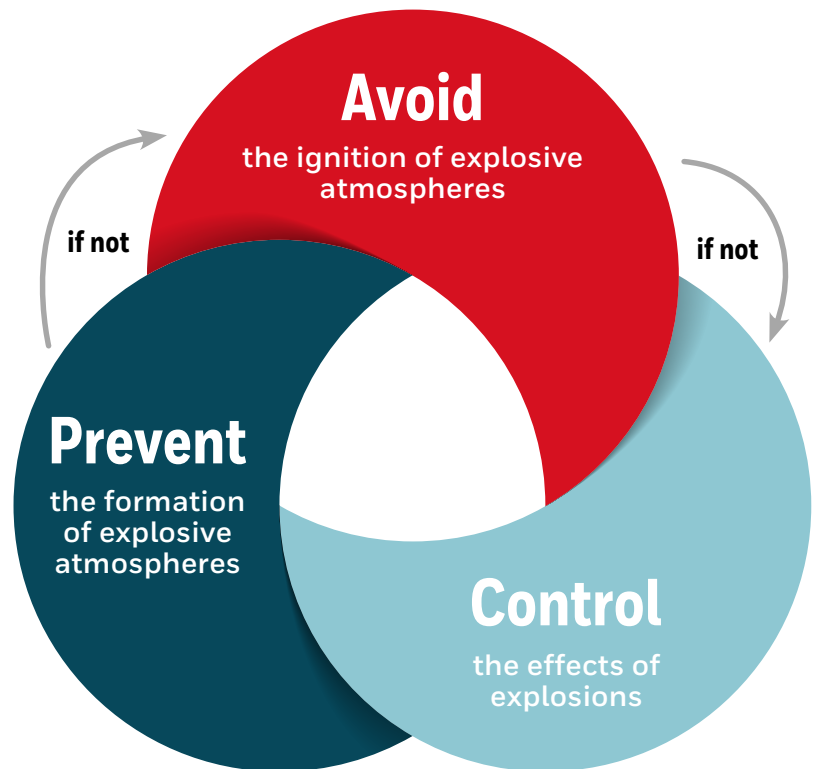 Avoid
the ignition of explosive
atmospheres
if not
if not
Prevent
the formation
of explosive
atmospheres
Control
the effects of
explosions